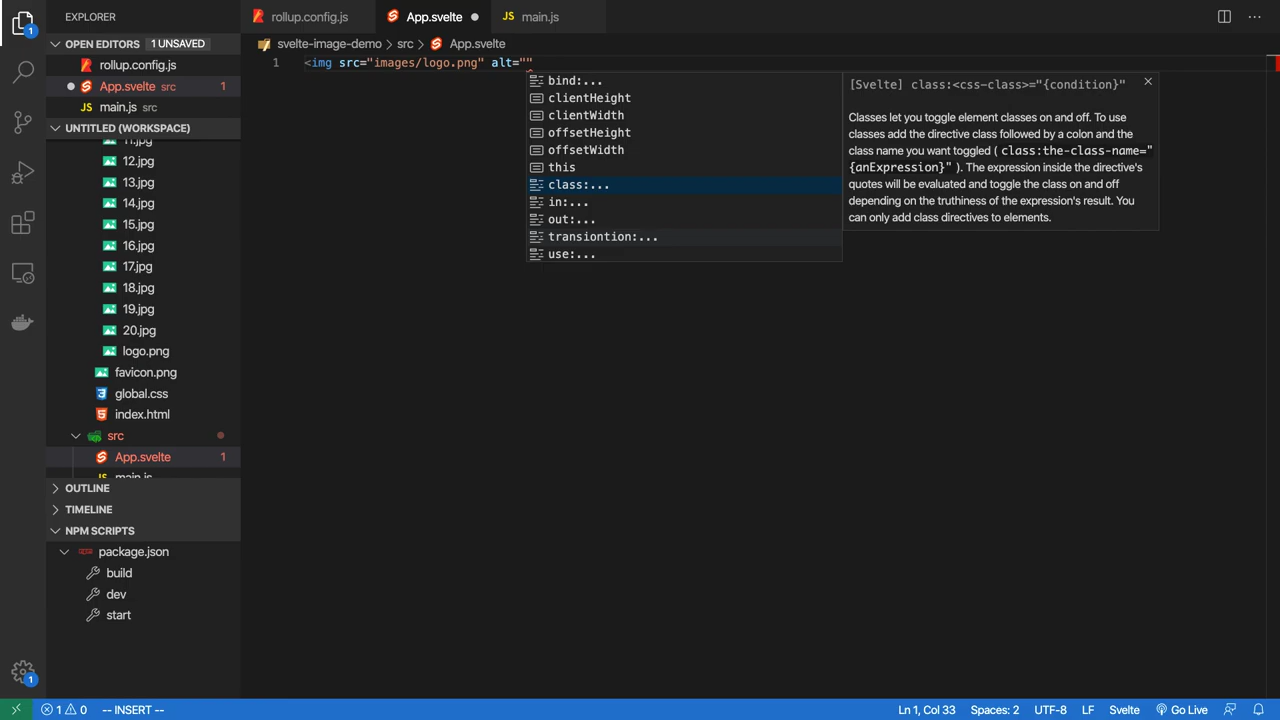 EXPLORER
rollup.config.js
App.svelte
main.js
OPEN EDITORS 1 UNSAVED
svelte-image-demo src App.svelte
rollup.config.js
App.svelte src 1
main.js src
UNTITLED (WORKSPACE)
11.jpg
12.jpg
13.jpg
14.jpg
15.jpg
16.jpg
17.jpg
18.jpg
19.jpg
20.jpg
logo.png
favicon.png
global.css
index.html
src
App.svelte 1
main.js
OUTLINE
TIMELINE
NPM SCRIPTS
package.json
build
dev
start
1 <img src="images/logo.png" alt=""
bind:...
clientHeight
clientWidth
offsetHeight
offsetWidth
this
class:...
in:...
out:...
transiontion:...
use:...
[Svelte] class:<css-class>="{condition}"
Classes let you toggle element classes on and off. To use
classes add the directive class followed by a colon and the
class name you want toggled ( class:the-class-name="
{anExpression}" ). The expression inside the directive's
quotes will be evaluated and toggle the class on and off
depending on the truthiness of the expression's result. You
can only add class directives to elements.
1
1
1 0 -- INSERT -- Ln 1, Col 33 Spaces: 2 UTF-8 LF Svelte Go Live